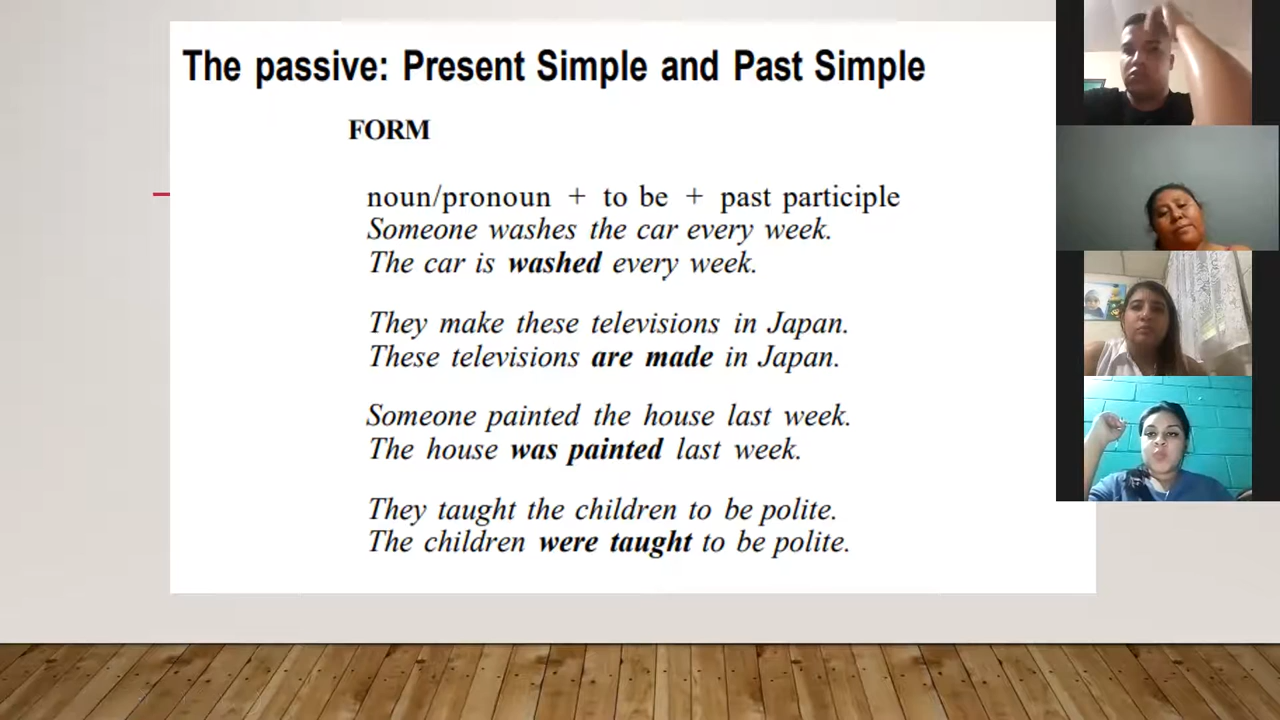 The passive: Present Simple and Past Simple
FORM
noun/pronoun + to be + past participle
Someone washes the car every week.
The car is washed every week.
They make these televisions in Japan.
These televisions are made in Japan.
Someone painted the house last week.
The house was painted last week.
They taught the children to be polite.
The children were taught to be polite.